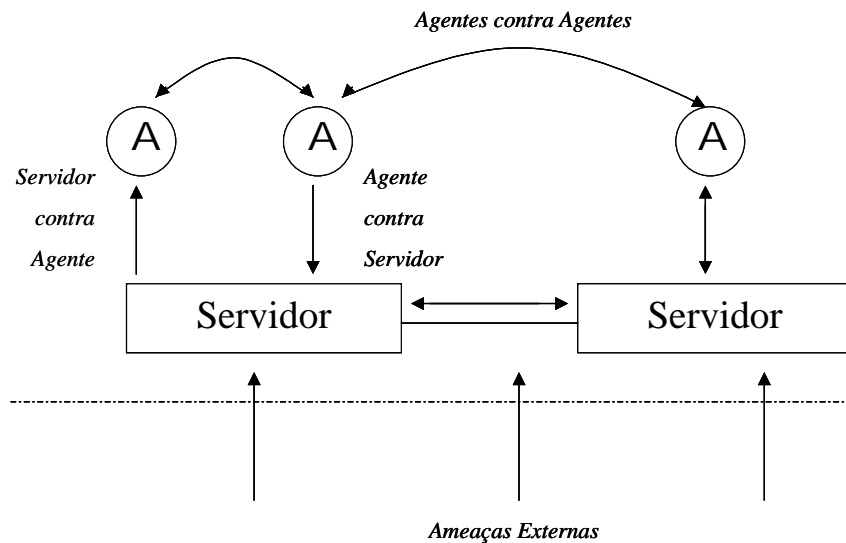 Agentes contra Agentes
A
A
A
Servidor
contra
Agente
Agente
contra
Servidor
Servidor
Servidor
Ameaças Externas